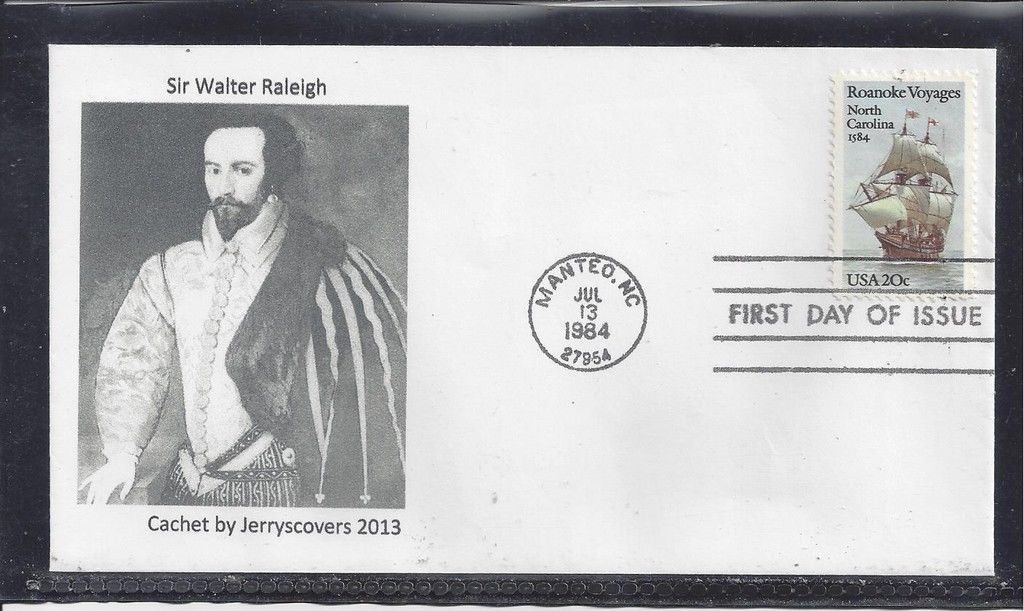 Sir Walter Raleigh
Cachet by Jerryscovers 2013
MANTEO, NC
JUL
13
1984
27954
Roanoke Voyages
North
Carolina
1584
USA 20c
FIRST DAY OF ISSUE